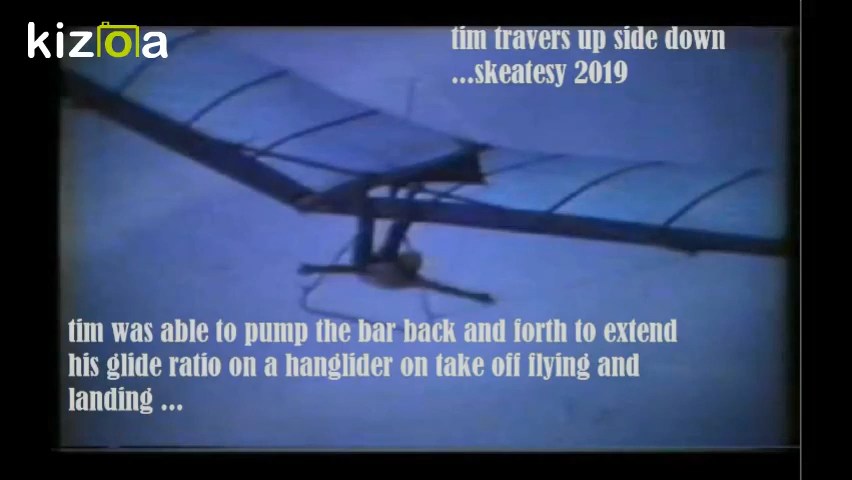 kizoa
tim travers up side down
...skeatesy 2019
tim was able to pump the bar back and forth to extend
his glide ratio on a hanglider on take off flying and
landing ...